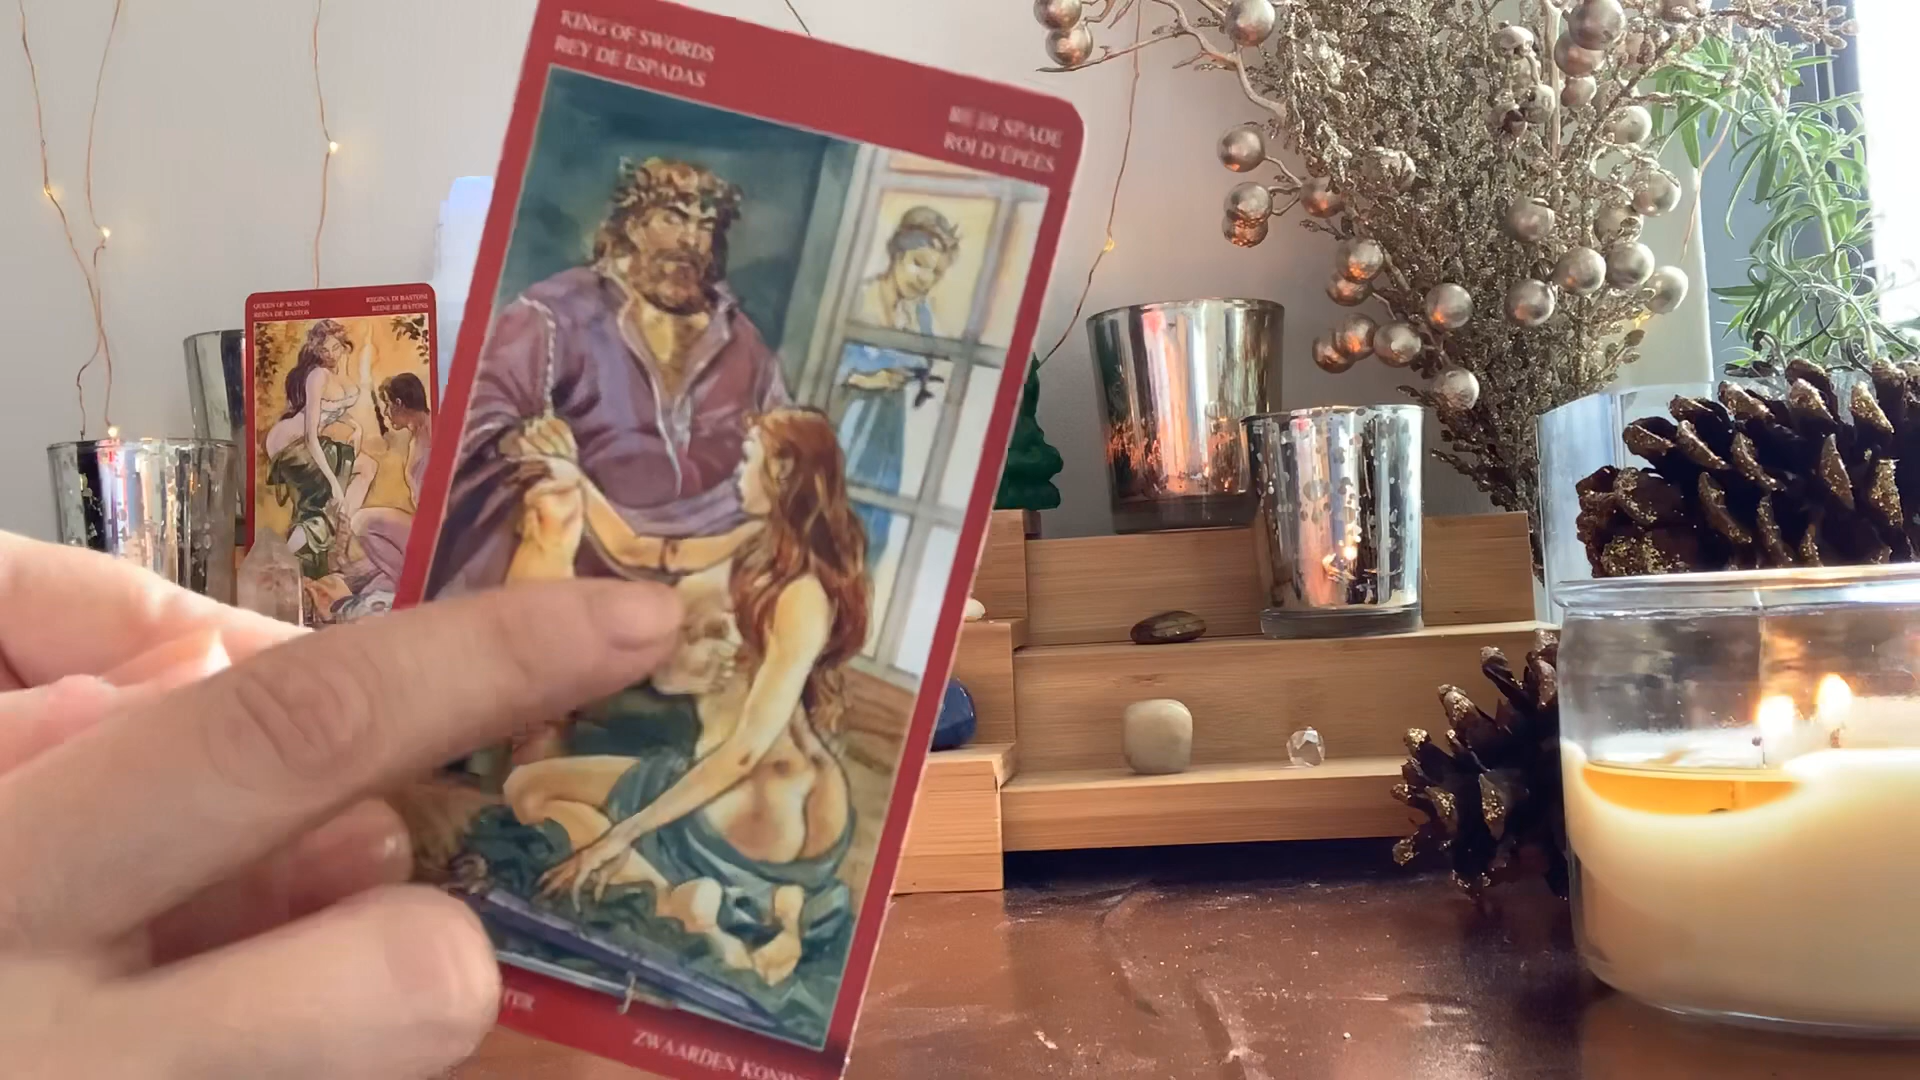 KING OF SWORDS
REY DE ESPADAS
RE DI SPADE
ROI D'ÉPÉES
ZWAARDEN
QUEEN OF WANDS
REINA DE BASTOS
REGINA DI BASTONI
REINE DE BÂTONS